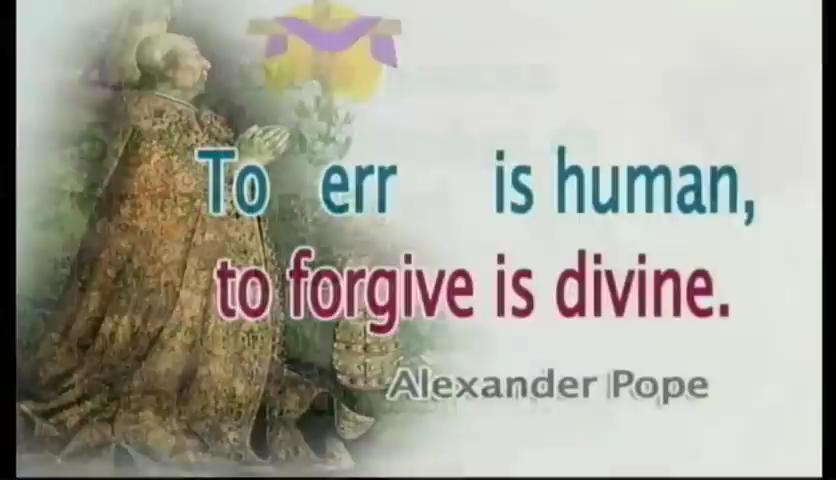 To err is human,
to forgive is divine.
Alexander Pope